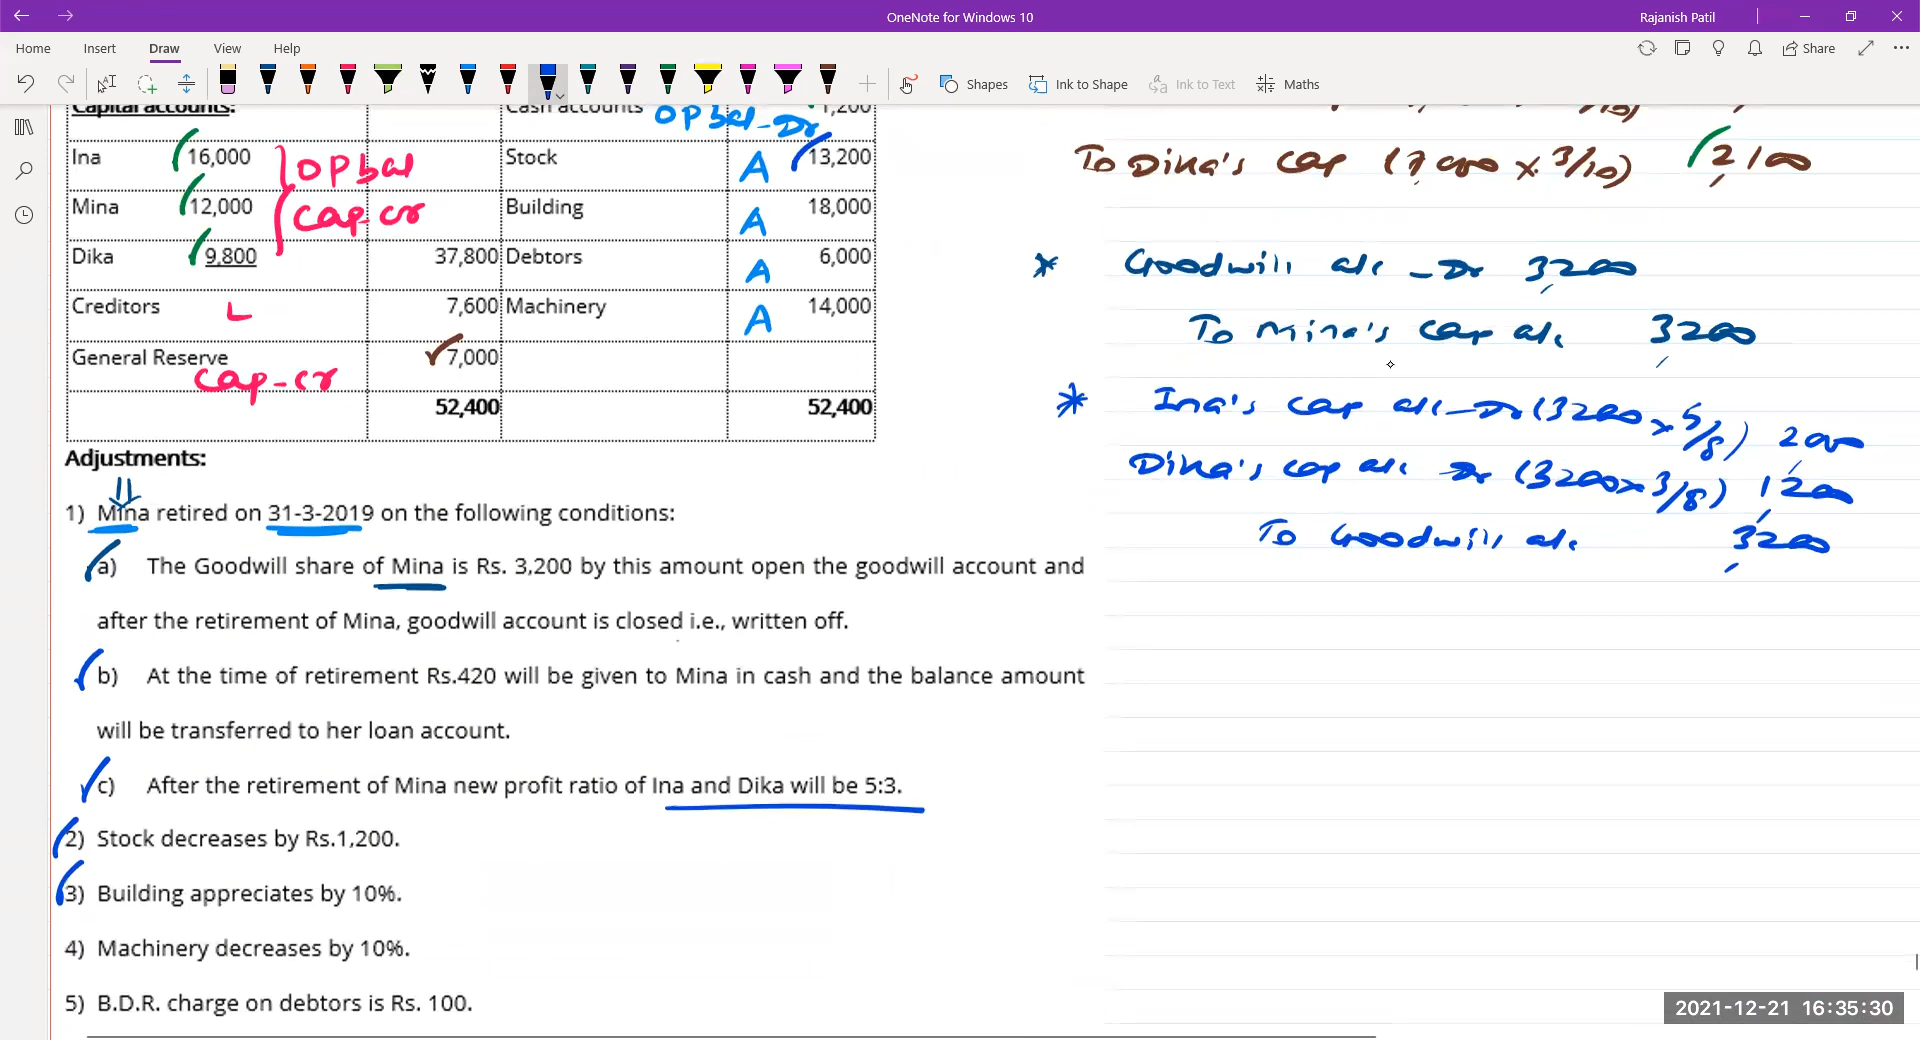 OneNote for Windows 10
Rajanish Patil
Home Insert Draw View Help
Share
Shapes Ink to Shape Ink to Text Maths
Capital accounts: Cash accounts 1,200
OP bal - Dr
Ina 16,000 Stock A 13,200
OP bal
Mina 12,000 Building A 18,000
Cap-cr
Dika 9,800 37,800 Debtors A 6,000
Creditors L 7,600 Machinery A 14,000
General Reserve 7,000
Cap-cr
52,400 52,400
Adjustments:
1) Mina retired on 31-3-2019 on the following conditions:
a) The Goodwill share of Mina is Rs. 3,200 by this amount open the goodwill account and
after the retirement of Mina, goodwill account is closed i.e., written off.
b) At the time of retirement Rs.420 will be given to Mina in cash and the balance amount
will be transferred to her loan account.
c) After the retirement of Mina new profit ratio of Ina and Dika will be 5:3.
2) Stock decreases by Rs.1,200.
3) Building appreciates by 10%.
4) Machinery decreases by 10%.
5) B.D.R. charge on debtors is Rs. 100.
To Dika's Cap (7000 x 3/10) 2100
* Goodwill a/c - Dr 3200
To Mina's Cap a/c 3200
* Ina's Cap a/c - Dr (3200 x 5/8) 2000
Dika's cap a/c Dr (3200 x 3/8) 1200
To Goodwill a/c 3200
2021-12-21 16:35:30